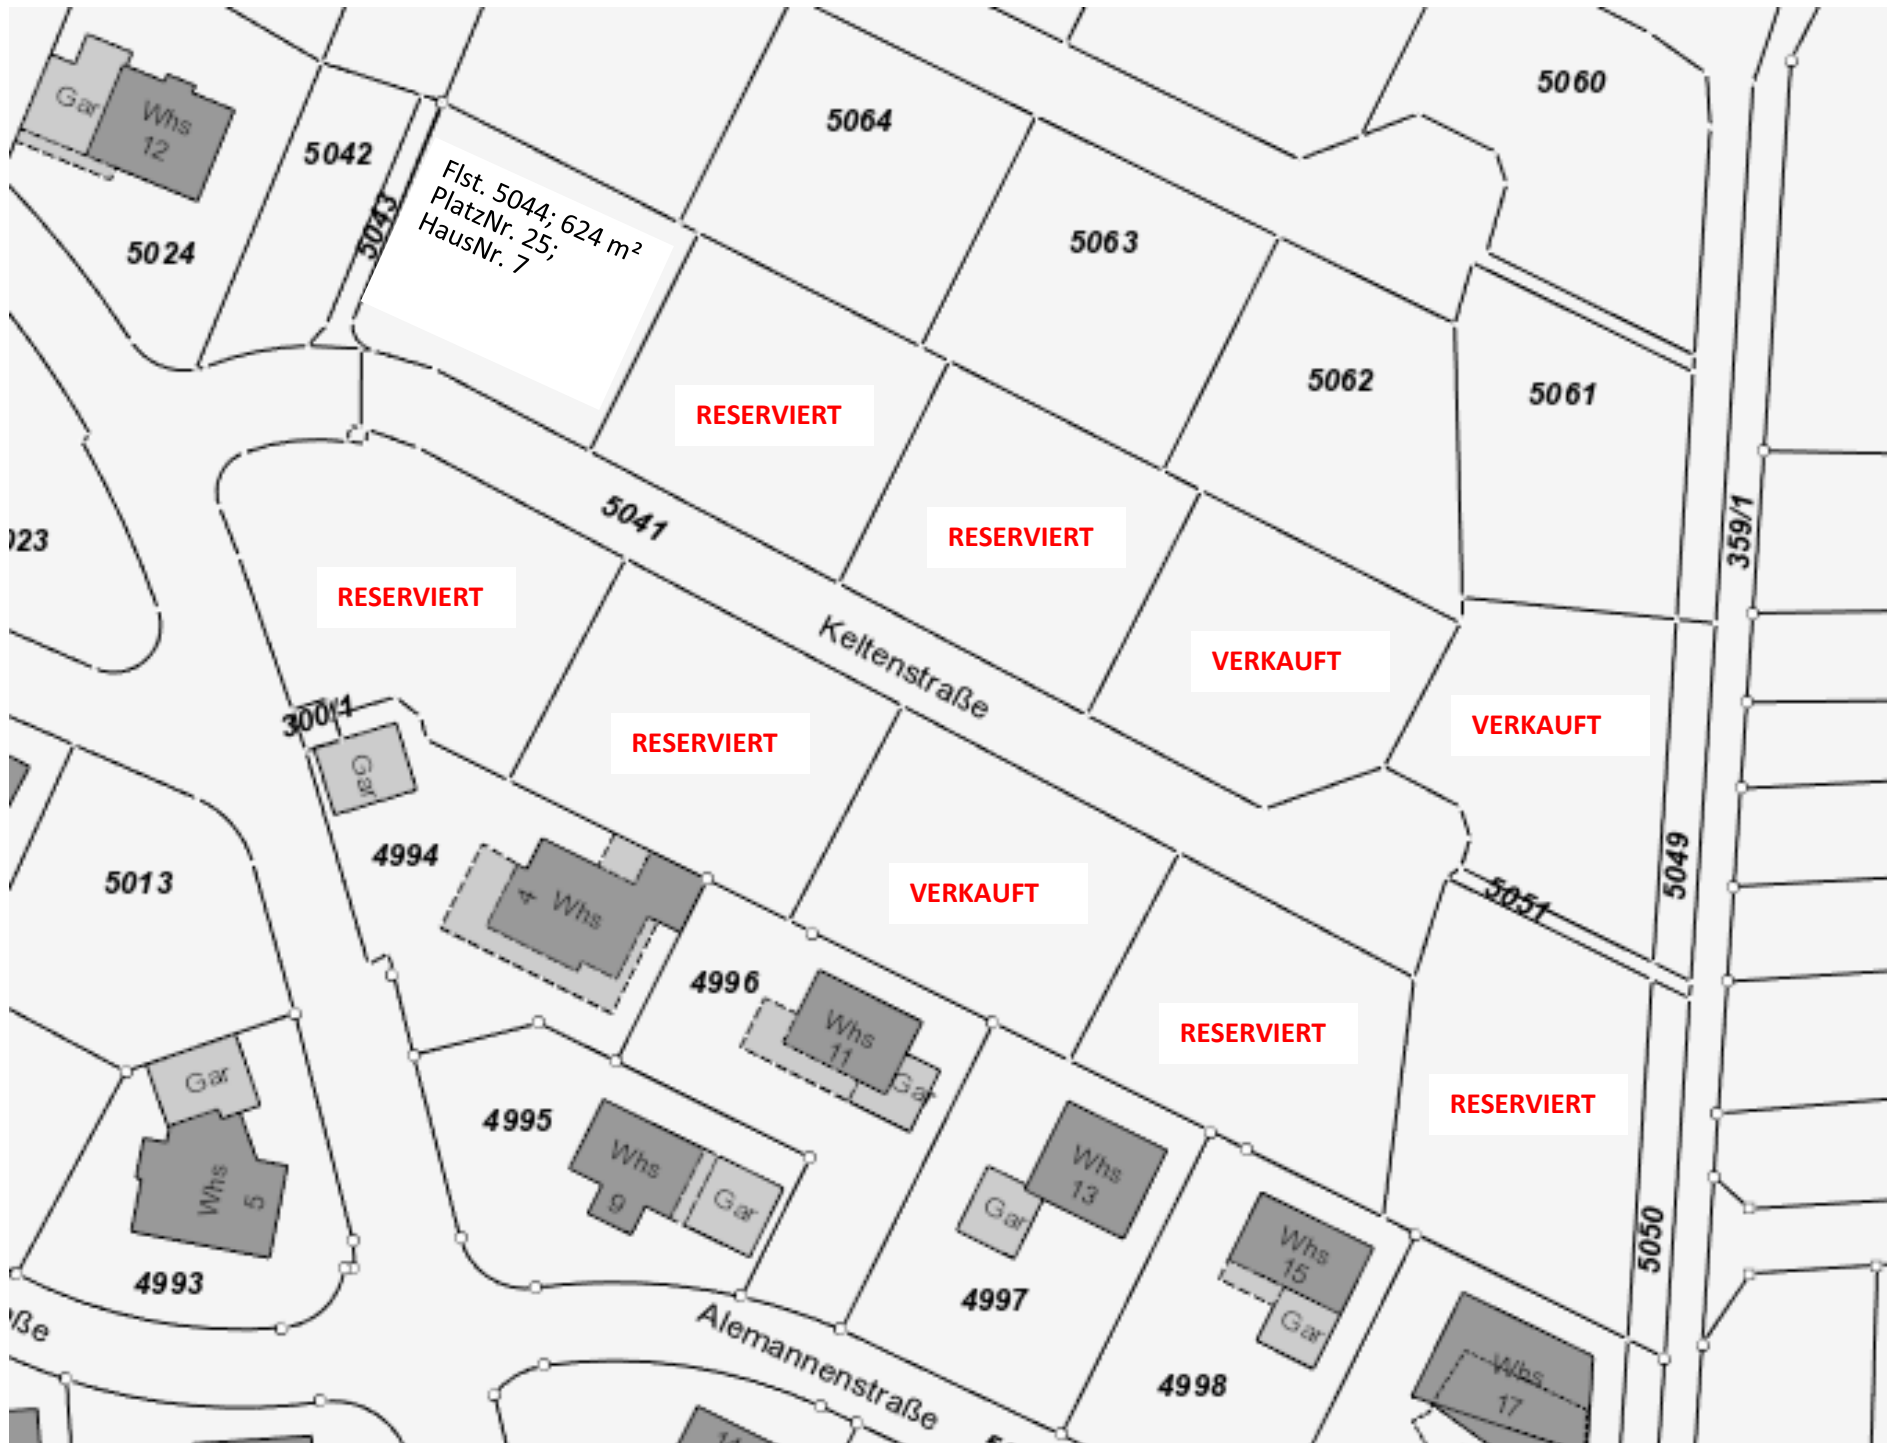 5060
Gar
Whs
12
5064
5042
Flst. 5044; 624 m²
PlatzNr. 25;
HausNr. 7
5043
5024
5063
5062
5061
RESERVIERT
5041
RESERVIERT
359/1
RESERVIERT
Keltenstraße
VERKAUFT
300/1
RESERVIERT
VERKAUFT
Gar
4994
5013
4
Whs
VERKAUFT
5049
5051
4996
Whs
11
Gar
RESERVIERT
Gar
4995
RESERVIERT
Whs
5
Whs
9
Gar
Whs
13
Gar
5050
4993
Whs
15
Gar
4997
Alemannenstraße
4998
Whs
17